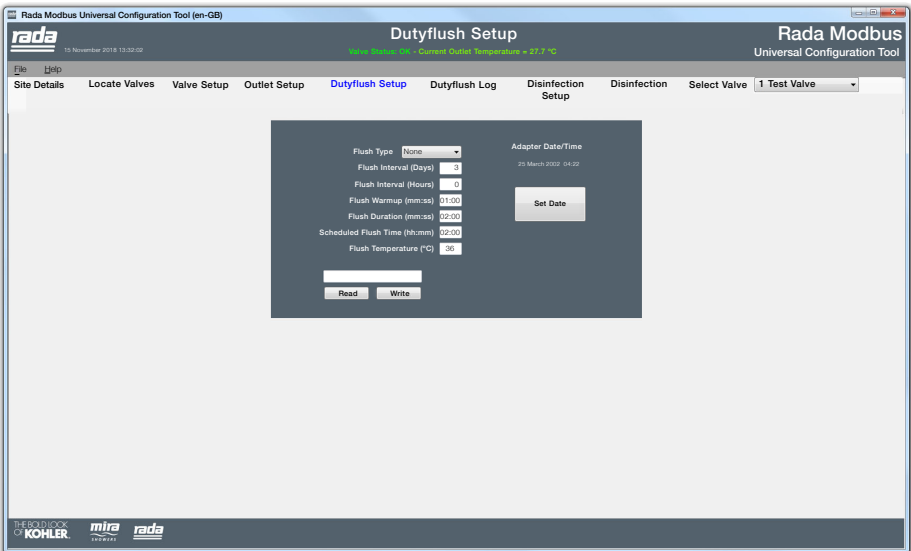 Rada Modbus Universal Configuration Tool (en-GB)
rada
15 November 2018 13:32:02
Dutyflush Setup
Valve Status: OK - Current Outlet Temperature = 27.7 °C
Rada Modbus
Universal Configuration Tool
File Help
Site Details Locate Valves Valve Setup Outlet Setup Dutyflush Setup Dutyflush Log Disinfection Setup Disinfection Select Valve 1 Test Valve
Flush Type None
Flush Interval (Days) 3
Flush Interval (Hours) 0
Flush Warmup (mm:ss) 01:00
Flush Duration (mm:ss) 02:00
Scheduled Flush Time (hh:mm) 02:00
Flush Temperature (°C) 36
Read Write
Adapter Date/Time
25 March 2002 04:22
Set Date
THE BOLD LOOK
OF KOHLER.
mira
SHOWERS
rada